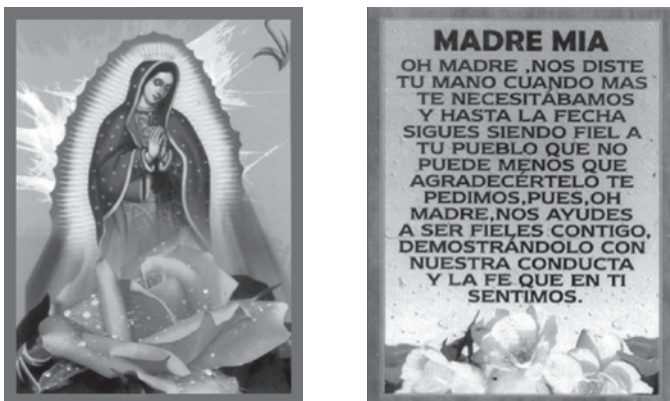 MADRE MIA
OH MADRE ,NOS DISTE
TU MANO CUANDO MAS
TE NECESITÁBAMOS
Y HASTA LA FECHA
SIGUES SIENDO FIEL A
TU PUEBLO QUE NO
PUEDE MENOS QUE
AGRADECÉRTELO TE
PEDIMOS,PUES,OH
MADRE,NOS AYUDES
A SER FIELES CONTIGO,
DEMOSTRÁNDOLO CON
NUESTRA CONDUCTA
Y LA FE QUE EN TI
SENTIMOS.